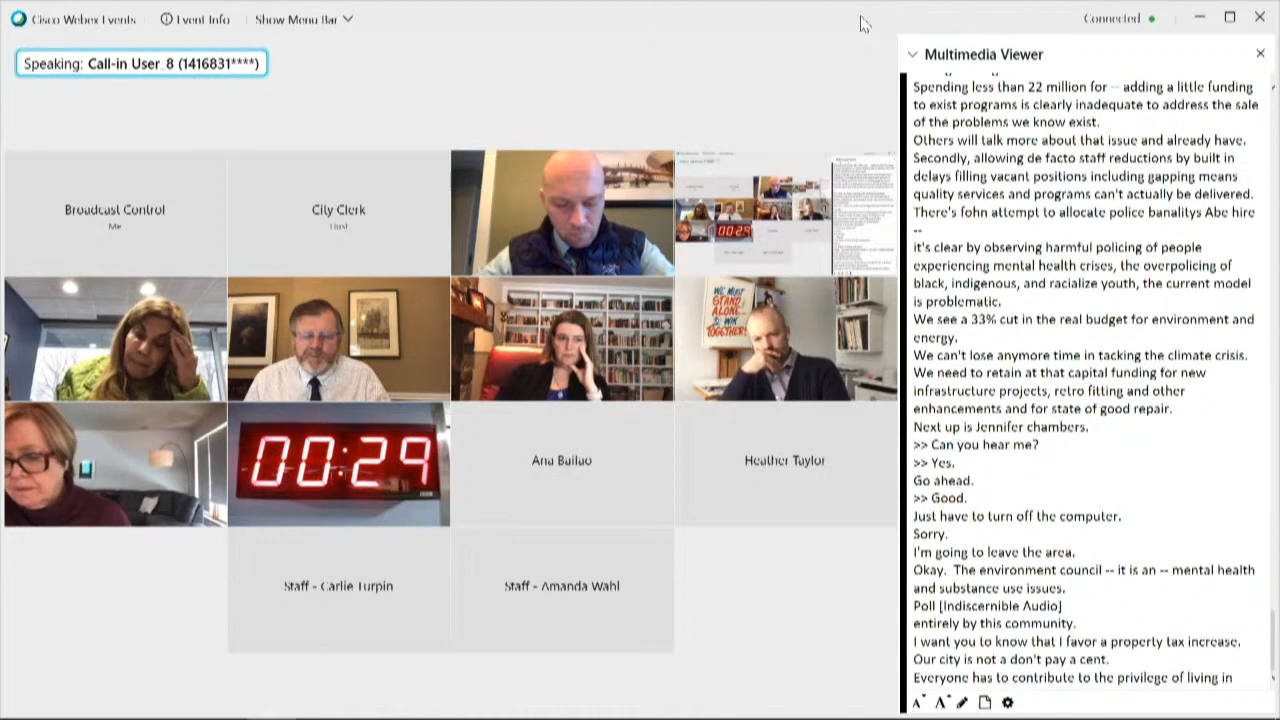 Cisco Webex Events
Event Info
Show Menu Bar
Connected
Speaking: Call-in User_8 (1416831****)
Broadcast Control
Me
City Clerk
Host
WE MUST
STAND
ALONE...
WIN
TOGETHER!
00:29
00:29
Ana Bailao
Heather Taylor
Staff - Carlie Turpin
Staff - Amanda Wahl
Multimedia Viewer
Spending less than 22 million for -- adding a little funding
to exist programs is clearly inadequate to address the sale
of the problems we know exist.
Others will talk more about that issue and already have.
Secondly, allowing de facto staff reductions by built in
delays filling vacant positions including gapping means
quality services and programs can't actually be delivered.
There's fohn attempt to allocate police banalitys Abe hire
--
it's clear by observing harmful policing of people
experiencing mental health crises, the overpolicing of
black, indigenous, and racialize youth, the current model
is problematic.
We see a 33% cut in the real budget for environment and
energy.
We can't lose anymore time in tacking the climate crisis.
We need to retain at that capital funding for new
infrastructure projects, retro fitting and other
enhancements and for state of good repair.
Next up is Jennifer chambers.
>> Can you hear me?
>> Yes.
Go ahead.
>> Good.
Just have to turn off the computer.
Sorry.
I'm going to leave the area.
Okay. The environment council -- it is an -- mental health
and substance use issues.
Poll [Indiscernible Audio]
entirely by this community.
I want you to know that I favor a property tax increase.
Our city is not a don't pay a cent.
Everyone has to contribute to the privilege of living in